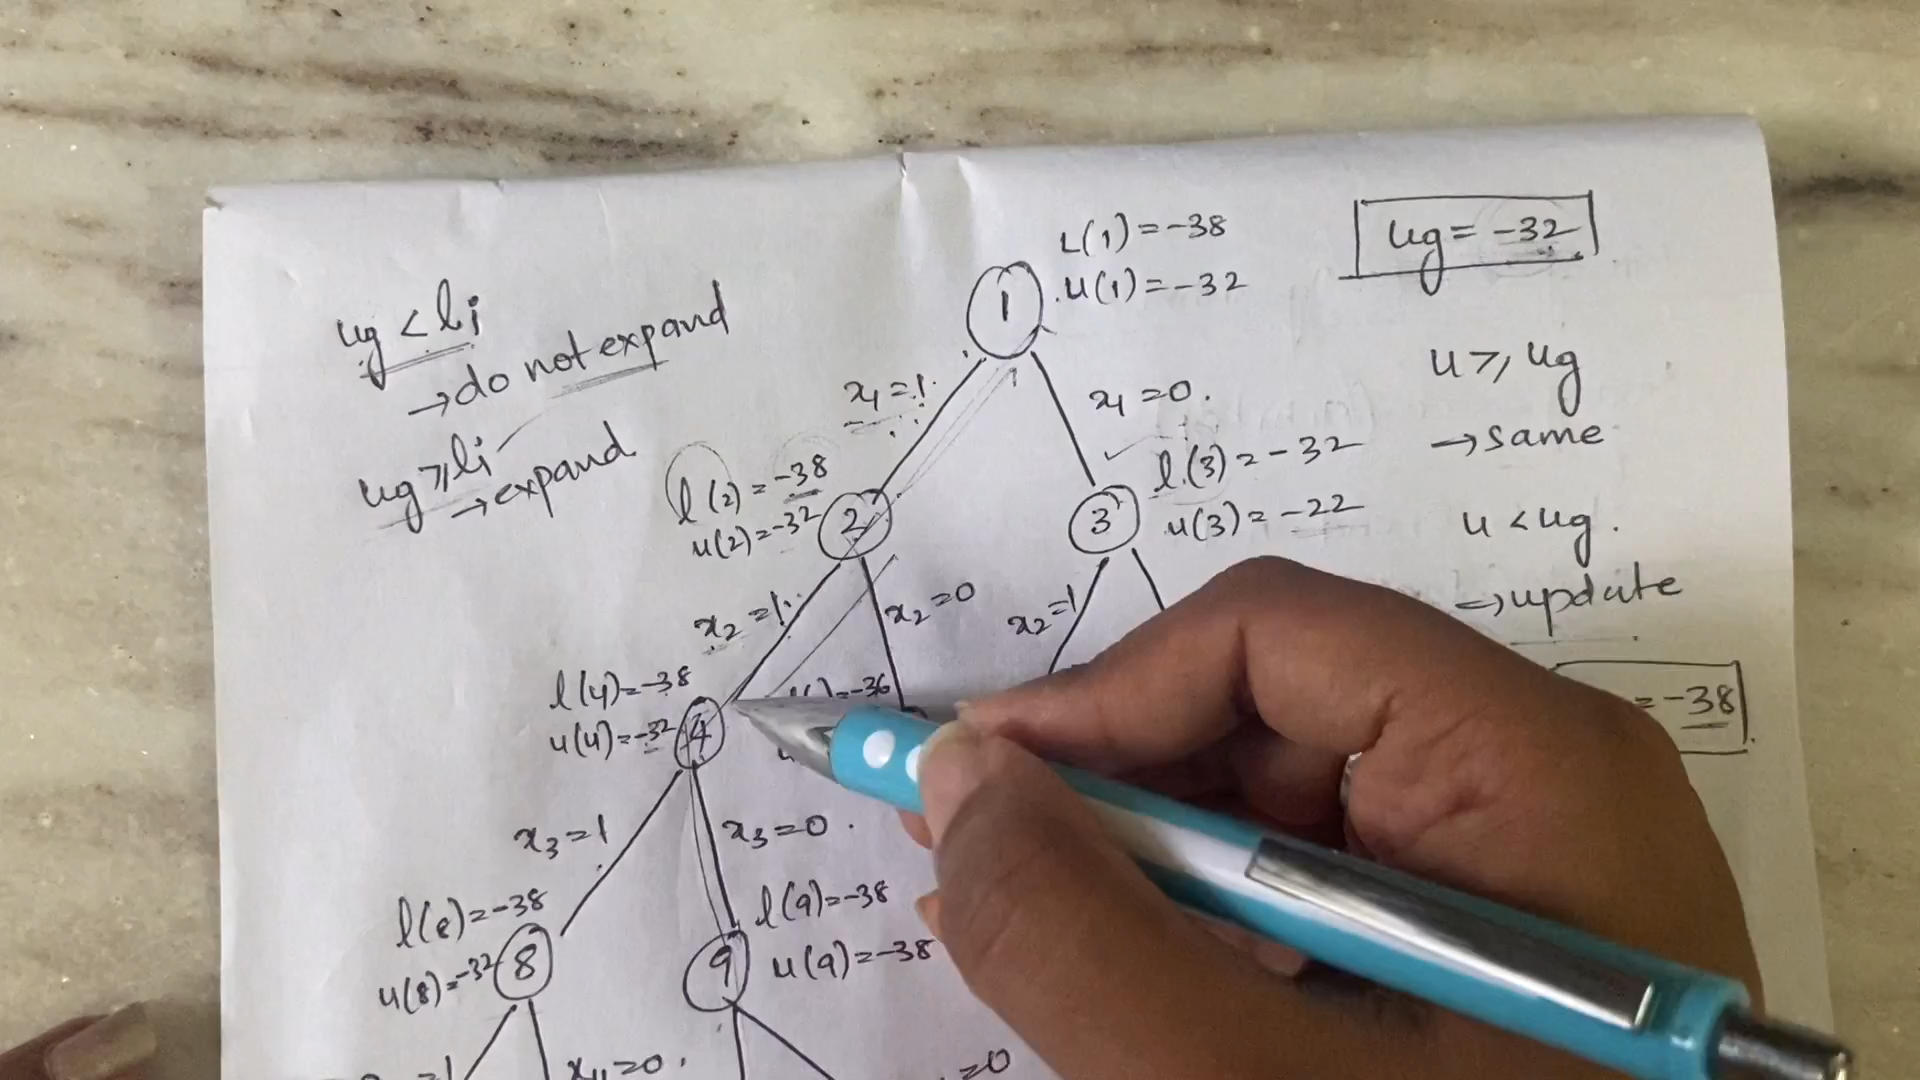 L(1) = -38
U(1) = -32
ug = -32
1
ug < li
→ do not expand
ug ≥ li
→ expand
u ≥ ug
→ same
u < ug.
→ update
= -38
x1 = 1
x1 = 0.
l(2) = -38
u(2) = -32
2
3
l(3) = -32
u(3) = -22
x2 = 1
x2 = 0
x2 = 1
l(4) = -38
u(4) = -32
4
= -36
x3 = 1
x3 = 0
l(8) = -38
u(8) = -32
8
9
l(9) = -38
u(9) = -38
= 1
x4 = 0
= 0